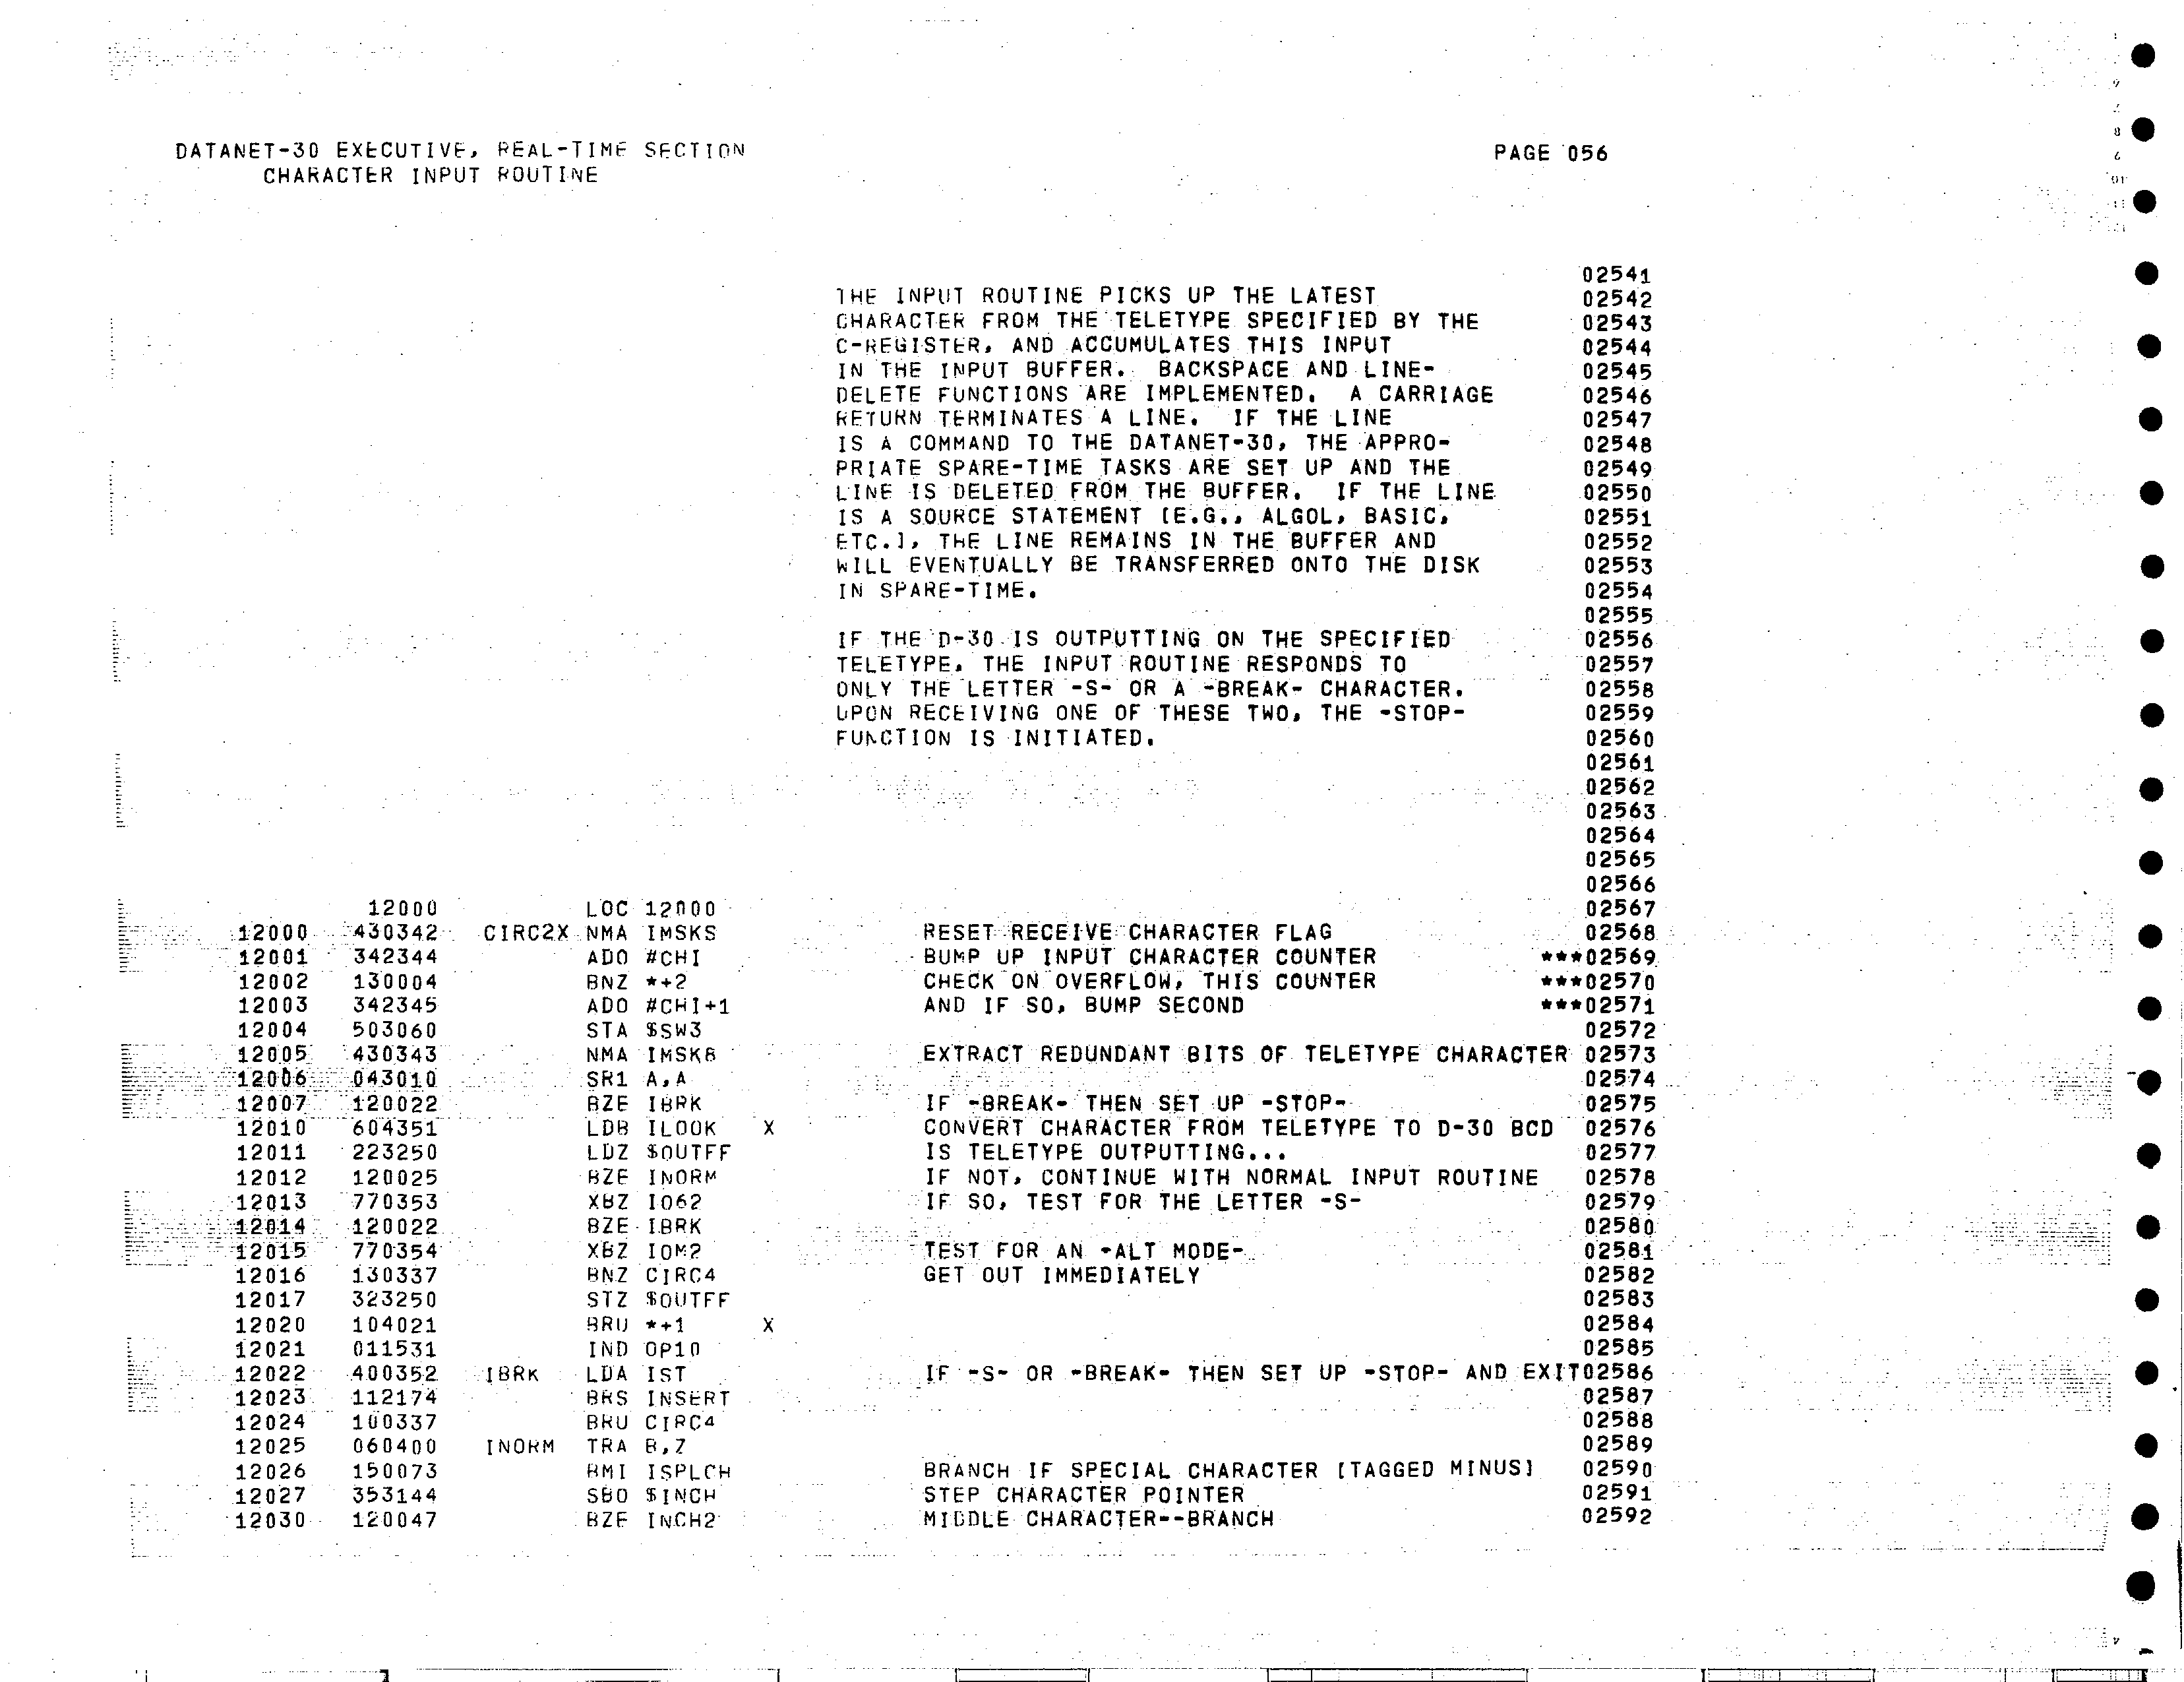 DATANET-30 EXECUTIVE, REAL-TIME SECTION PAGE 056
CHARACTER INPUT ROUTINE
02541
THE INPUT ROUTINE PICKS UP THE LATEST 02542
CHARACTER FROM THE TELETYPE SPECIFIED BY THE 02543
C-REGISTER, AND ACCUMULATES THIS INPUT 02544
IN THE INPUT BUFFER. BACKSPACE AND LINE- 02545
DELETE FUNCTIONS ARE IMPLEMENTED. A CARRIAGE 02546
RETURN TERMINATES A LINE. IF THE LINE 02547
IS A COMMAND TO THE DATANET-30, THE APPRO- 02548
PRIATE SPARE-TIME TASKS ARE SET UP AND THE 02549
LINE IS DELETED FROM THE BUFFER. IF THE LINE 02550
IS A SOURCE STATEMENT [E.G., ALGOL, BASIC, 02551
ETC.], THE LINE REMAINS IN THE BUFFER AND 02552
WILL EVENTUALLY BE TRANSFERRED ONTO THE DISK 02553
IN SPARE-TIME. 02554
02555
IF THE D-30 IS OUTPUTTING ON THE SPECIFIED 02556
TELETYPE, THE INPUT ROUTINE RESPONDS TO 02557
ONLY THE LETTER -S- OR A -BREAK- CHARACTER. 02558
UPON RECEIVING ONE OF THESE TWO, THE -STOP- 02559
FUNCTION IS INITIATED. 02560
02561
02562
02563
02564
02565
02566
12000 LOC 12000 02567
12000 430342 CIRC2X NMA IMSKS RESET RECEIVE CHARACTER FLAG 02568
12001 342344 ADO #CHI BUMP UP INPUT CHARACTER COUNTER ***02569
12002 130004 BNZ *+2 CHECK ON OVERFLOW, THIS COUNTER ***02570
12003 342345 ADO #CHI+1 AND IF SO, BUMP SECOND ***02571
12004 503060 STA $SW3 02572
12005 430343 NMA IMSK8 EXTRACT REDUNDANT BITS OF TELETYPE CHARACTER 02573
12006 043010 SR1 A,A 02574
12007 120022 BZE IBRK IF -BREAK- THEN SET UP -STOP- 02575
12010 604351 LDB ILOOK X CONVERT CHARACTER FROM TELETYPE TO D-30 BCD 02576
12011 223250 LDZ $OUTFF IS TELETYPE OUTPUTTING... 02577
12012 120025 BZE INORM IF NOT, CONTINUE WITH NORMAL INPUT ROUTINE 02578
12013 770353 XBZ IO62 IF SO, TEST FOR THE LETTER -S- 02579
12014 120022 BZE IBRK 02580
12015 770354 XBZ IOM2 TEST FOR AN -ALT MODE- 02581
12016 130337 BNZ CIRC4 GET OUT IMMEDIATELY 02582
12017 323250 STZ $OUTFF 02583
12020 104021 BRU *+1 X 02584
12021 011531 IND OP10 02585
12022 400352 IBRK LDA IST IF -S- OR -BREAK- THEN SET UP -STOP- AND EXIT02586
12023 112174 BRS INSERT 02587
12024 100337 BRU CIRC4 02588
12025 060400 INORM TRA B,Z 02589
12026 150073 BMI ISPLCH BRANCH IF SPECIAL CHARACTER [TAGGED MINUS] 02590
12027 353144 SBO $INCH STEP CHARACTER POINTER 02591
12030 120047 BZE INCH2 MIDDLE CHARACTER--BRANCH 02592